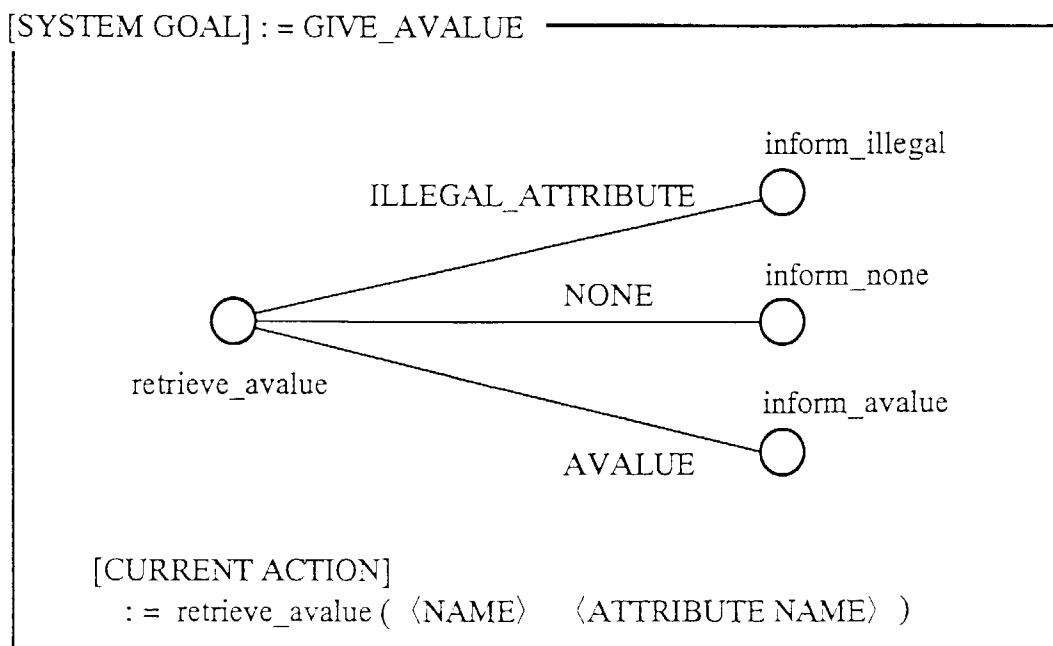 [SYSTEM GOAL] : = GIVE_AVALUE
inform_illegal
ILLEGAL_ATTRIBUTE
inform_none
NONE
retrieve_avalue
inform_avalue
AVALUE
[CURRENT ACTION]
: = retrieve_avalue ( 〈NAME〉 〈ATTRIBUTE NAME〉 )